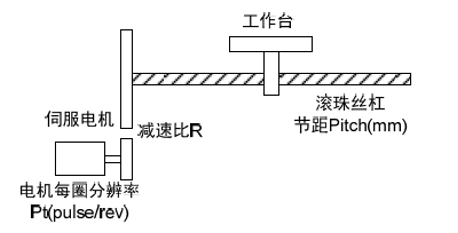 工作台
伺服电机
减速比R
滚珠丝杠
节距Pitch(mm)
电机每圈分辨率
Pt(pulse/rev)